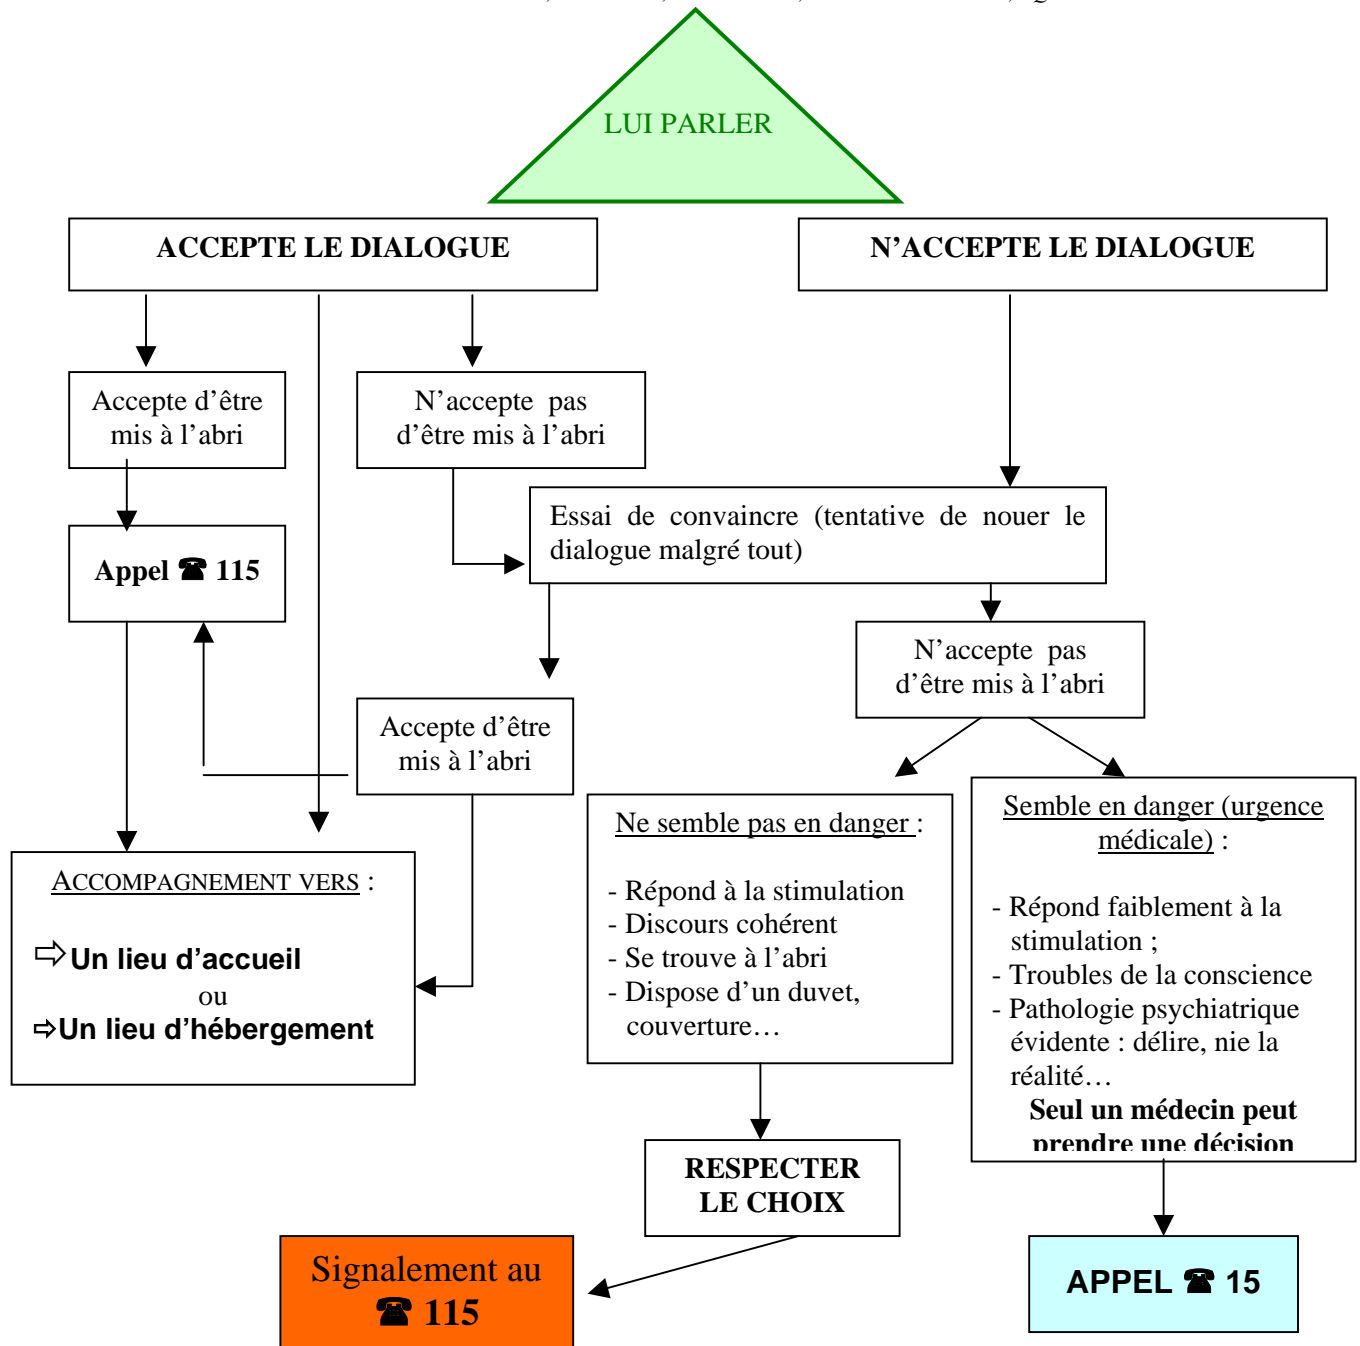 LUI PARLER
ACCEPTE LE DIALOGUE
N'ACCEPTE LE DIALOGUE
Accepte d'être
mis à l'abri
N'accepte pas
d'être mis à l'abri
Essai de convaincre (tentative de nouer le
dialogue malgré tout)
Appel ☎ 115
N'accepte pas
d'être mis à l'abri
Accepte d'être
mis à l'abri
Ne semble pas en danger :
- Répond à la stimulation
- Discours cohérent
- Se trouve à l'abri
- Dispose d'un duvet,
couverture…
Semble en danger (urgence
médicale) :
- Répond faiblement à la
stimulation ;
- Troubles de la conscience
- Pathologie psychiatrique
évidente : délire, nie la
réalité…
Seul un médecin peut
prendre une décision
ACCOMPAGNEMENT VERS :
⇨ Un lieu d'accueil
ou
⇨ Un lieu d'hébergement
RESPECTER
LE CHOIX
Signalement au
☎ 115
APPEL ☎ 15